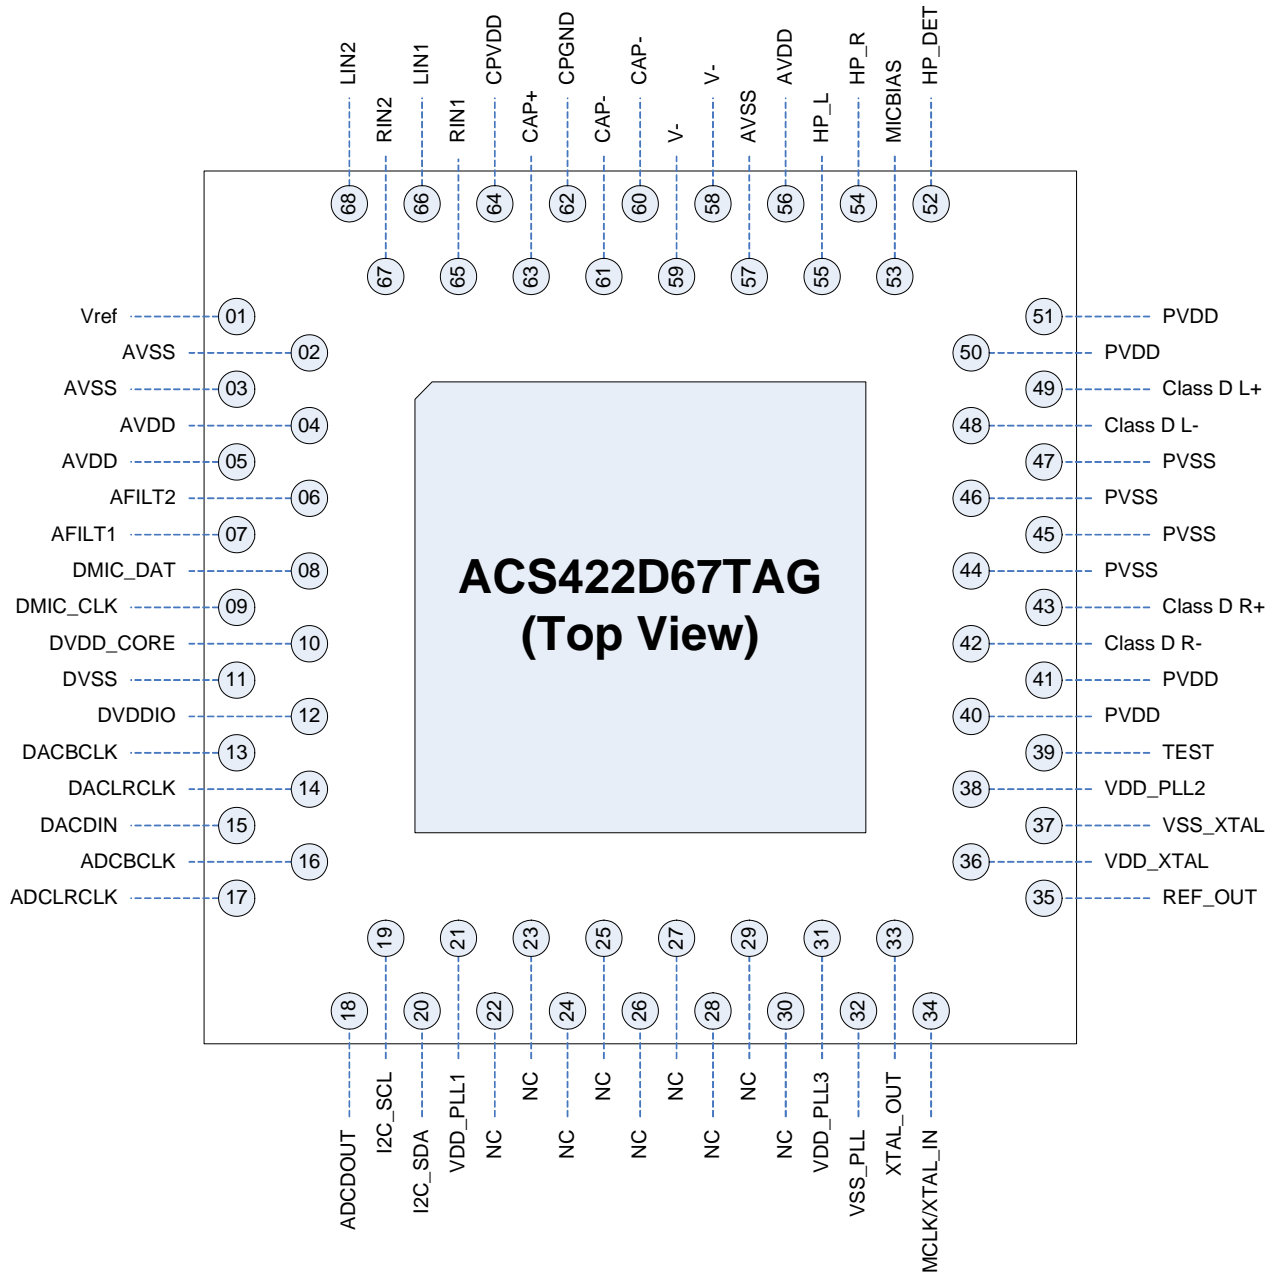 LIN2
RIN2
LIN1
RIN1
CPVDD
CAP+
CPGND
CAP-
CAP-
V-
V-
AVSS
AVDD
HP_L
HP_R
MICBIAS
HP_DET
68
67
66
65
64
63
62
61
60
59
58
57
56
55
54
53
52
Vref 01
AVSS 02
AVSS 03
AVDD 04
AVDD 05
AFILT2 06
AFILT1 07
DMIC_DAT 08
DMIC_CLK 09
DVDD_CORE 10
DVSS 11
DVDDIO 12
DACBCLK 13
DACLRCLK 14
DACDIN 15
ADCBCLK 16
ADCLRCLK 17
ACS422D67TAG
(Top View)
51 PVDD
50 PVDD
49 Class D L+
48 Class D L-
47 PVSS
46 PVSS
45 PVSS
44 PVSS
43 Class D R+
42 Class D R-
41 PVDD
40 PVDD
39 TEST
38 VDD_PLL2
37 VSS_XTAL
36 VDD_XTAL
35 REF_OUT
18
19
20
21
22
23
24
25
26
27
28
29
30
31
32
33
34
ADCDOUT
I2C_SCL
I2C_SDA
VDD_PLL1
NC
NC
NC
NC
NC
NC
NC
NC
NC
VDD_PLL3
VSS_PLL
XTAL_OUT
MCLK/XTAL_IN